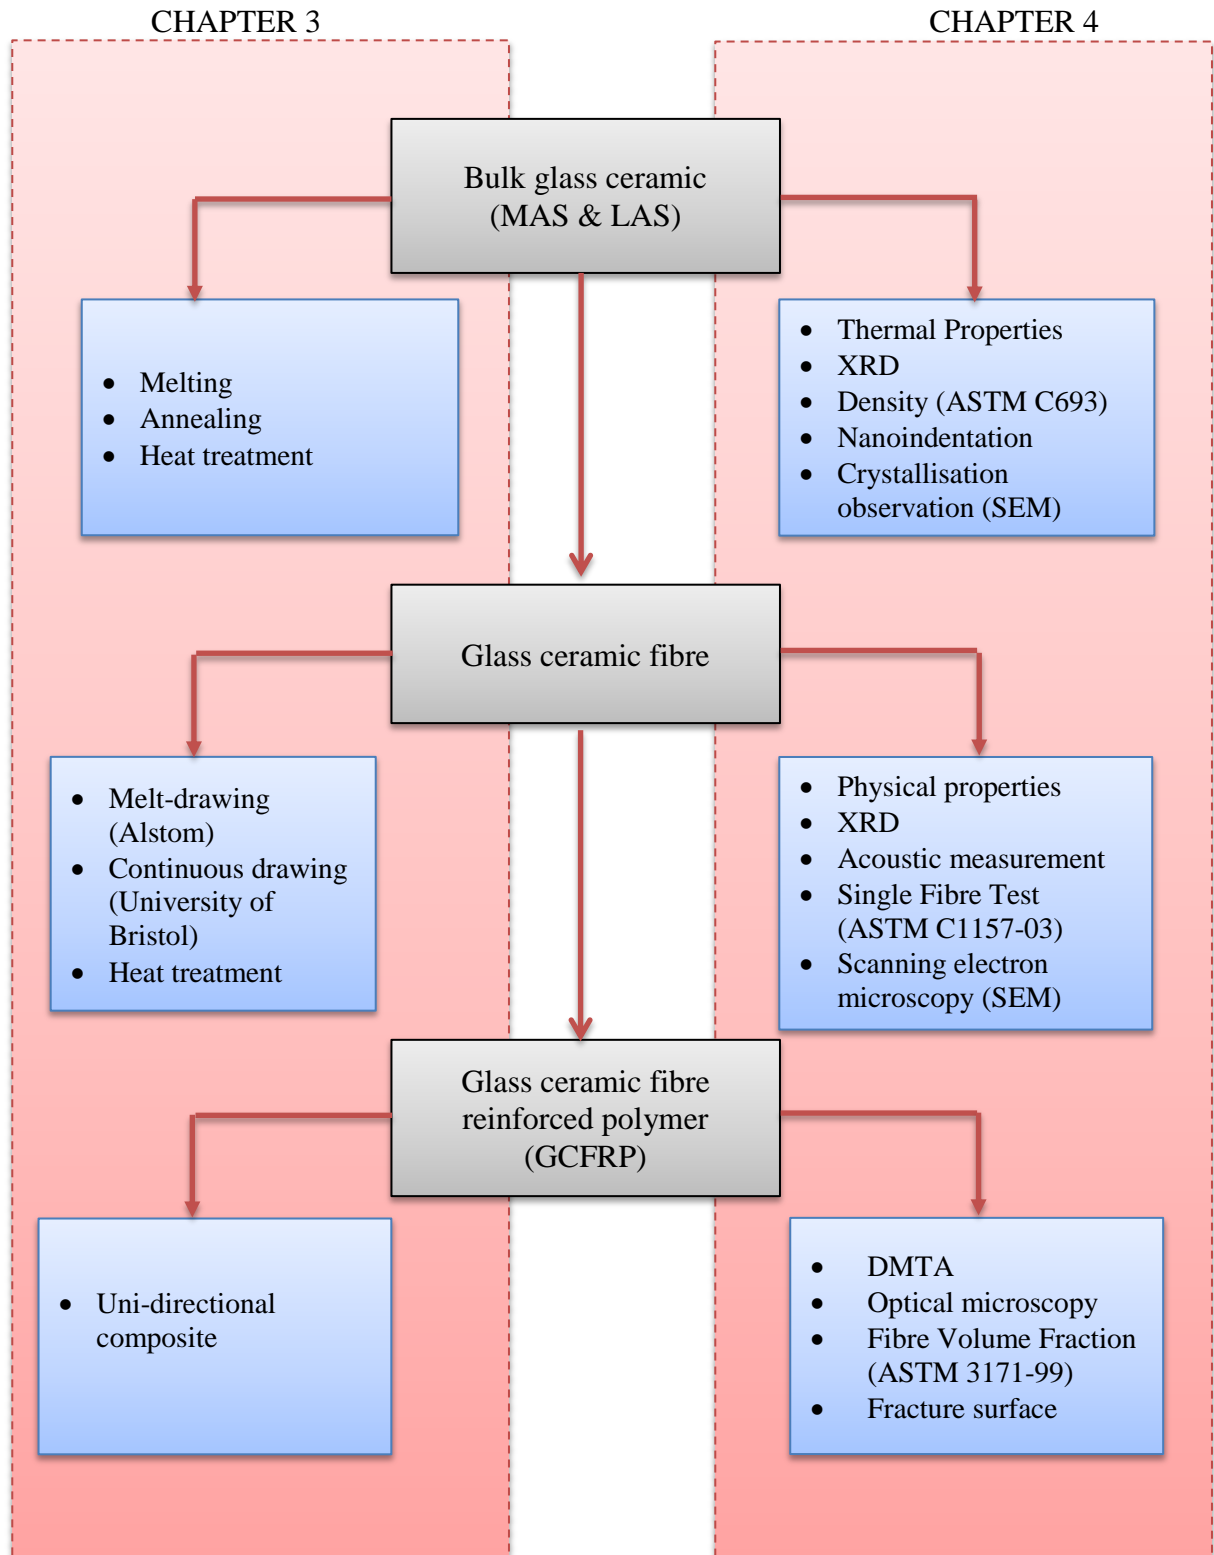 CHAPTER 3
CHAPTER 4
Bulk glass ceramic
(MAS & LAS)
• Melting
• Annealing
• Heat treatment
• Thermal Properties
• XRD
• Density (ASTM C693)
• Nanoindentation
• Crystallisation
observation (SEM)
Glass ceramic fibre
• Melt-drawing
(Alstom)
• Continuous drawing
(University of
Bristol)
• Heat treatment
• Physical properties
• XRD
• Acoustic measurement
• Single Fibre Test
(ASTM C1157-03)
• Scanning electron
microscopy (SEM)
Glass ceramic fibre
reinforced polymer
(GCFRP)
• Uni-directional
composite
• DMTA
• Optical microscopy
• Fibre Volume Fraction
(ASTM 3171-99)
• Fracture surface